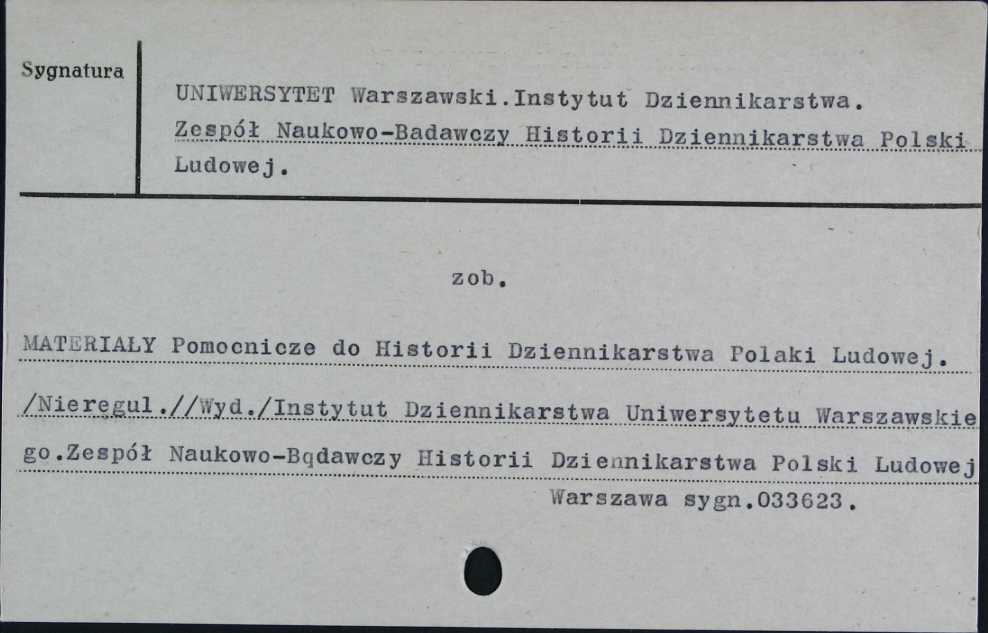 Sygnatura
UNIWERSYTET Warszawski.Instytut Dziennikarstwa.
Zespół Naukowo-Badawczy Historii Dziennikarstwa Polski
Ludowej.
zob.
MATERIAŁY Pomocnicze do Historii Dziennikarstwa Polaki Ludowej.
/Nieregul.//Wyd./Instytut Dziennikarstwa Uniwersytetu Warszawskie
go.Zespół Naukowo-Bądawczy Historii Dziennikarstwa Polski Ludowej
Warszawa sygn.033623.